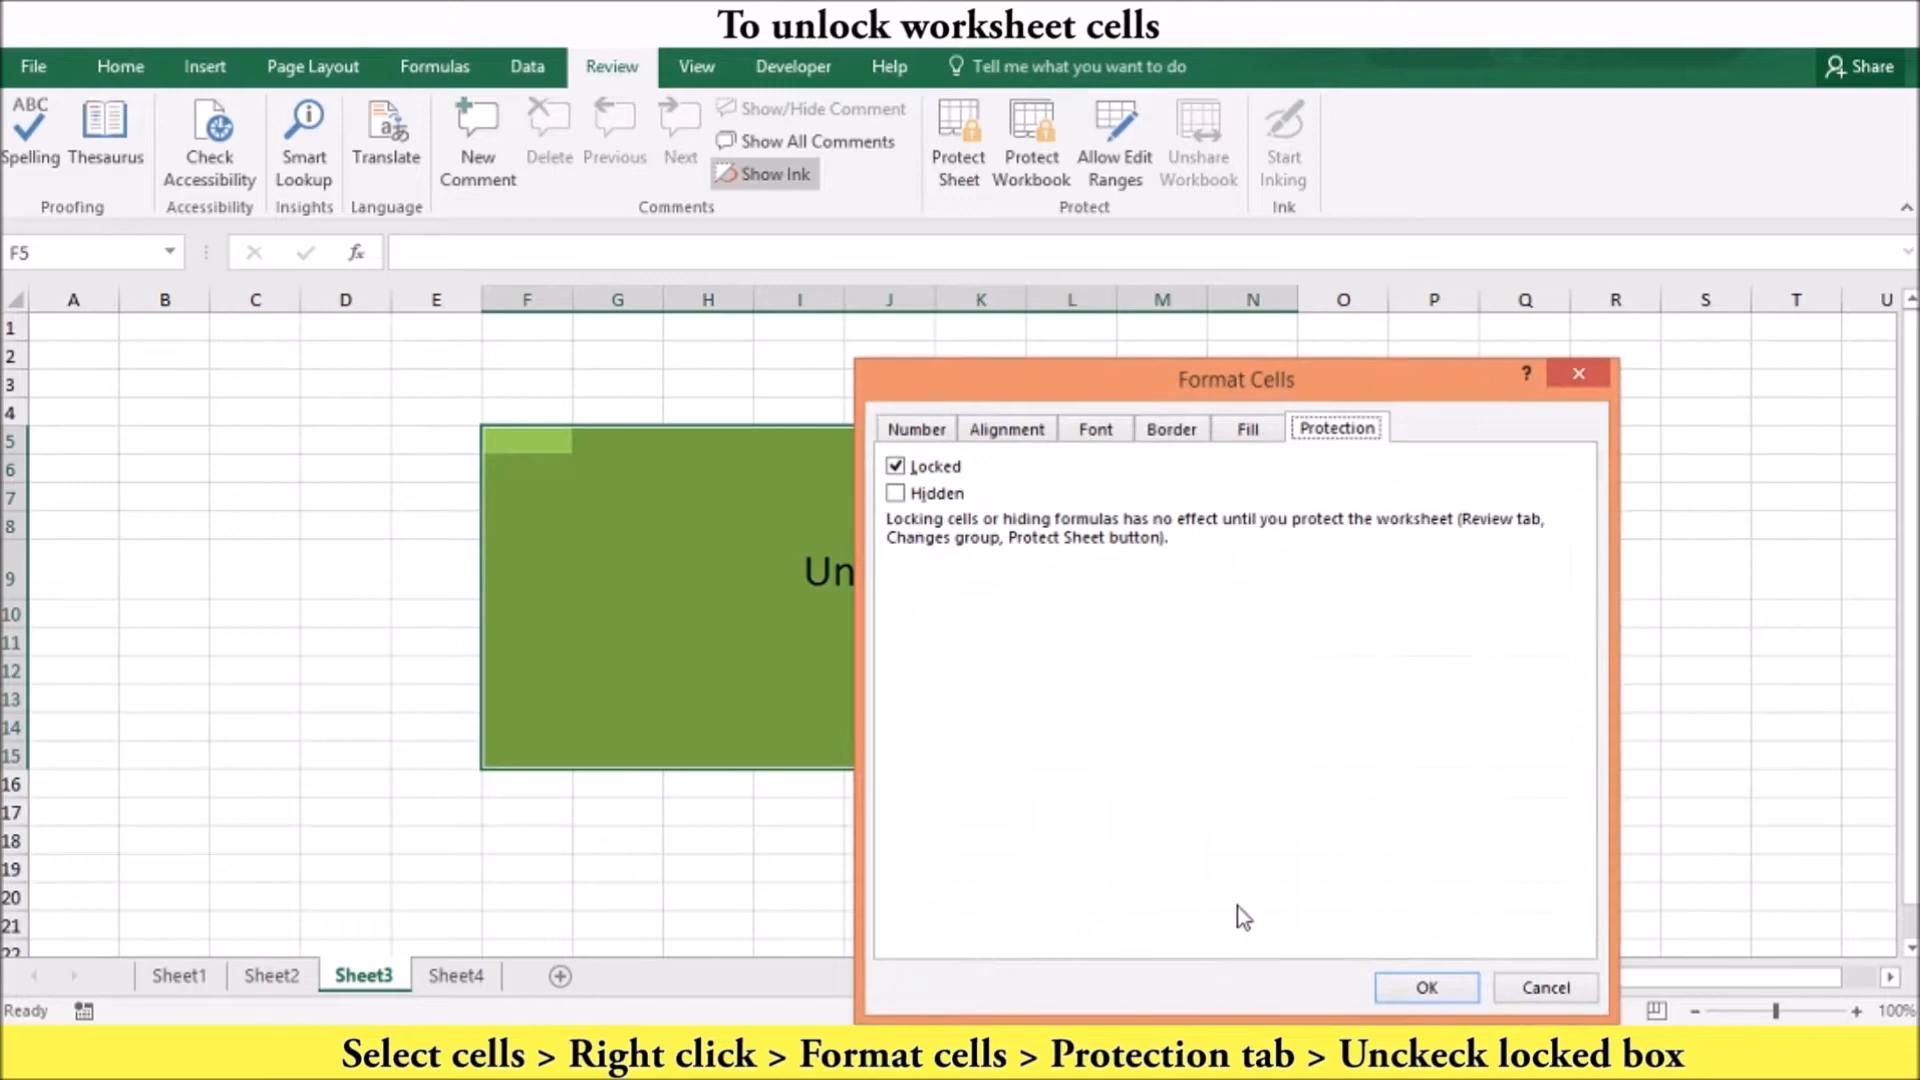 To unlock worksheet cells
File Home Insert Page Layout Formulas Data Review View Developer Help Tell me what you want to do Share
ABC
Spelling Thesaurus Check Accessibility Smart Lookup Translate New Comment Delete Previous Next
Show/Hide Comment
Show All Comments
Show Ink
Protect Sheet Protect Workbook Allow Edit Ranges Unshare Workbook Start Inking
Proofing Accessibility Insights Language Comments Protect Ink
F5 fx
A B C D E F G H I J K L M N O P Q R S T U
1
2
3
4
5
6
7
8
9
10
11
12
13
14
15
16
17
18
19
20
21
22
Un
Format Cells ?
Number Alignment Font Border Fill Protection
Locked
Hidden
Locking cells or hiding formulas has no effect until you protect the worksheet (Review tab,
Changes group, Protect Sheet button).
OK Cancel
Sheet1 Sheet2 Sheet3 Sheet4
Ready 100%
Select cells > Right click > Format cells > Protection tab > Unckeck locked box